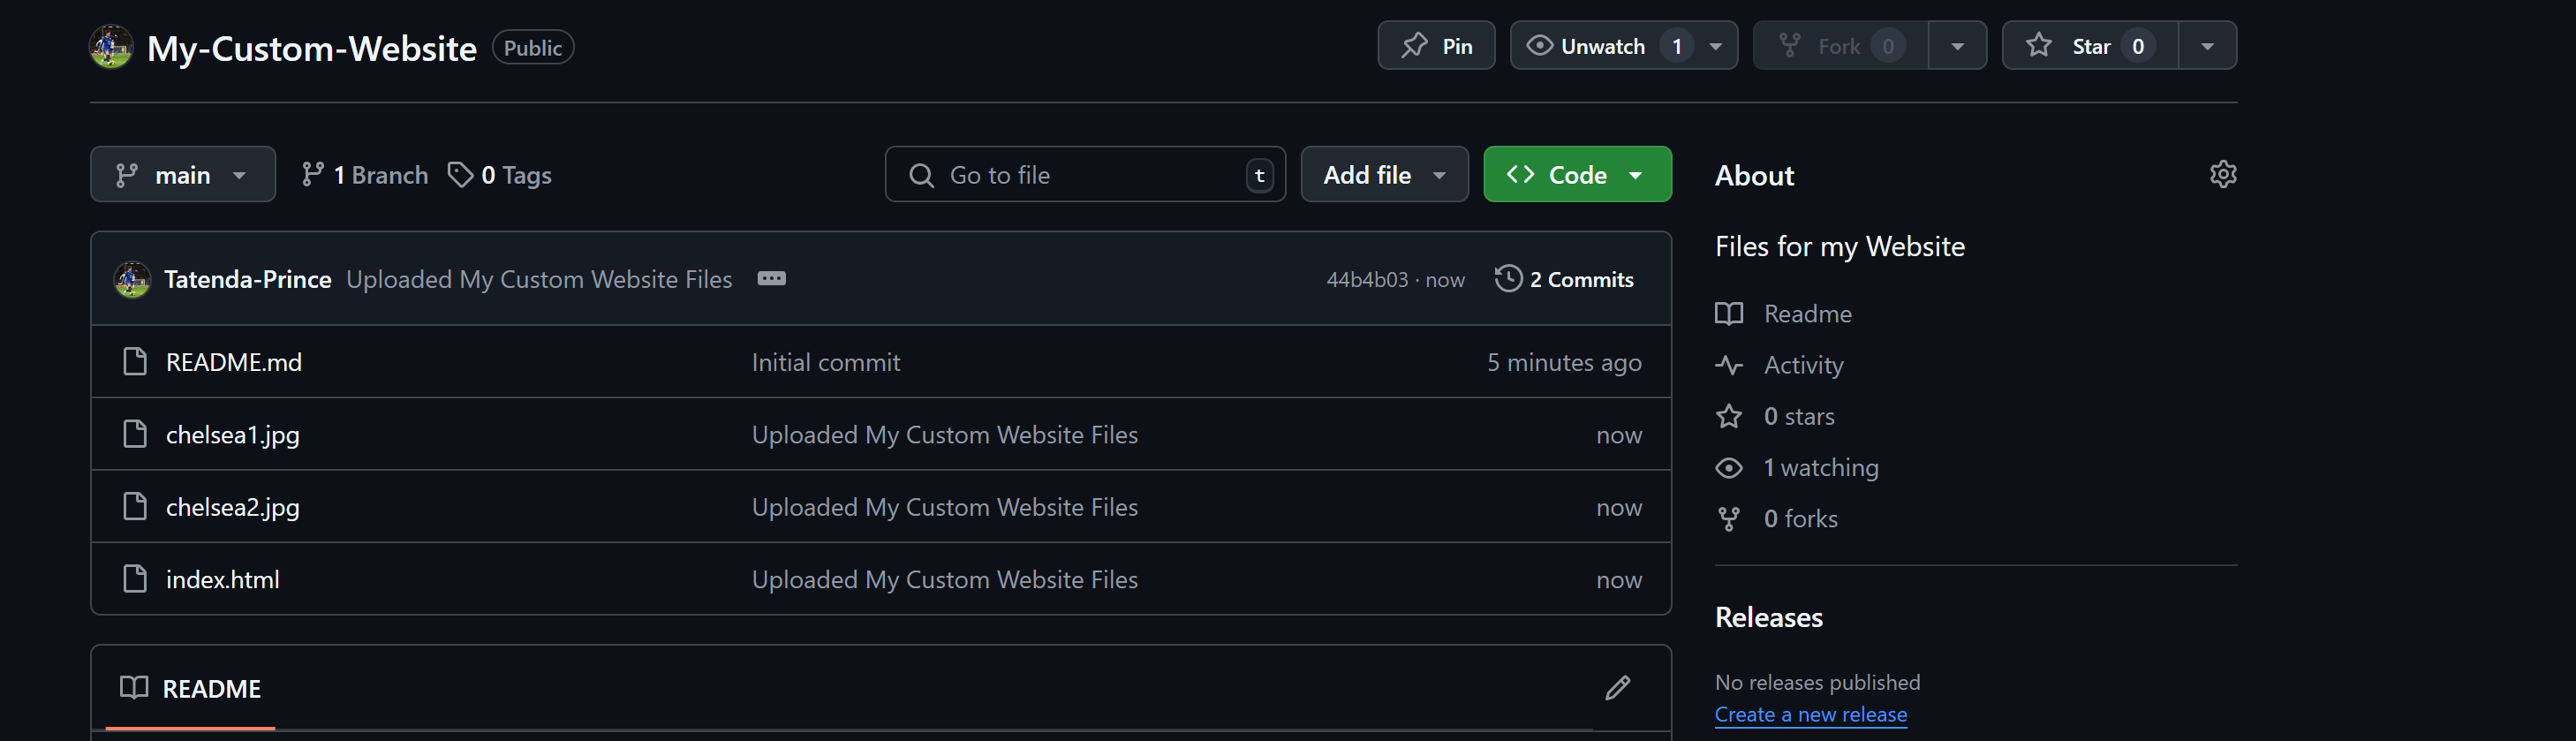 My-Custom-Website Public
Pin
Unwatch 1
Fork 0
Star 0
main
1 Branch
0 Tags
Go to file t
Add file
Code
Tatenda-Prince Uploaded My Custom Website Files
44b4b03 · now
2 Commits
README.md Initial commit 5 minutes ago
chelsea1.jpg Uploaded My Custom Website Files now
chelsea2.jpg Uploaded My Custom Website Files now
index.html Uploaded My Custom Website Files now
README
About
Files for my Website
Readme
Activity
0 stars
1 watching
0 forks
Releases
No releases published
Create a new release